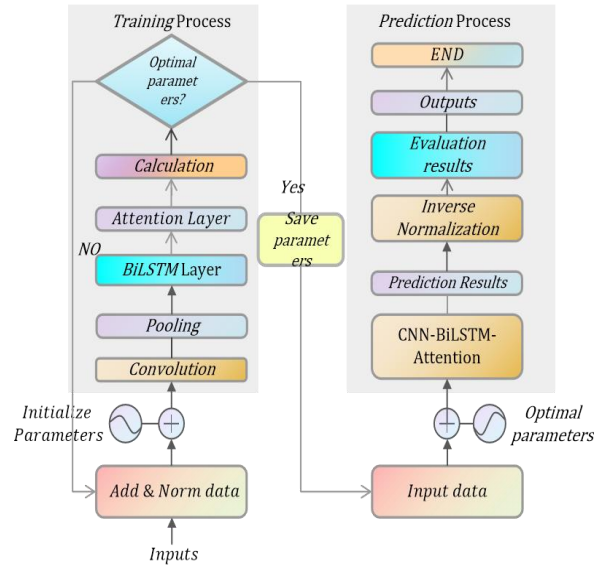 Training Process
Optimal
paramet
ers?
Calculation
Attention Layer
NO
BiLSTM Layer
Pooling
Convolution
Initialize
Parameters
Add & Norm data
Inputs
Yes
Save
paramet
ers
Prediction Process
END
Outputs
Evaluation
results
Inverse
Normalization
Prediction Results
CNN-BiLSTM-
Attention
Optimal
parameters
Input data